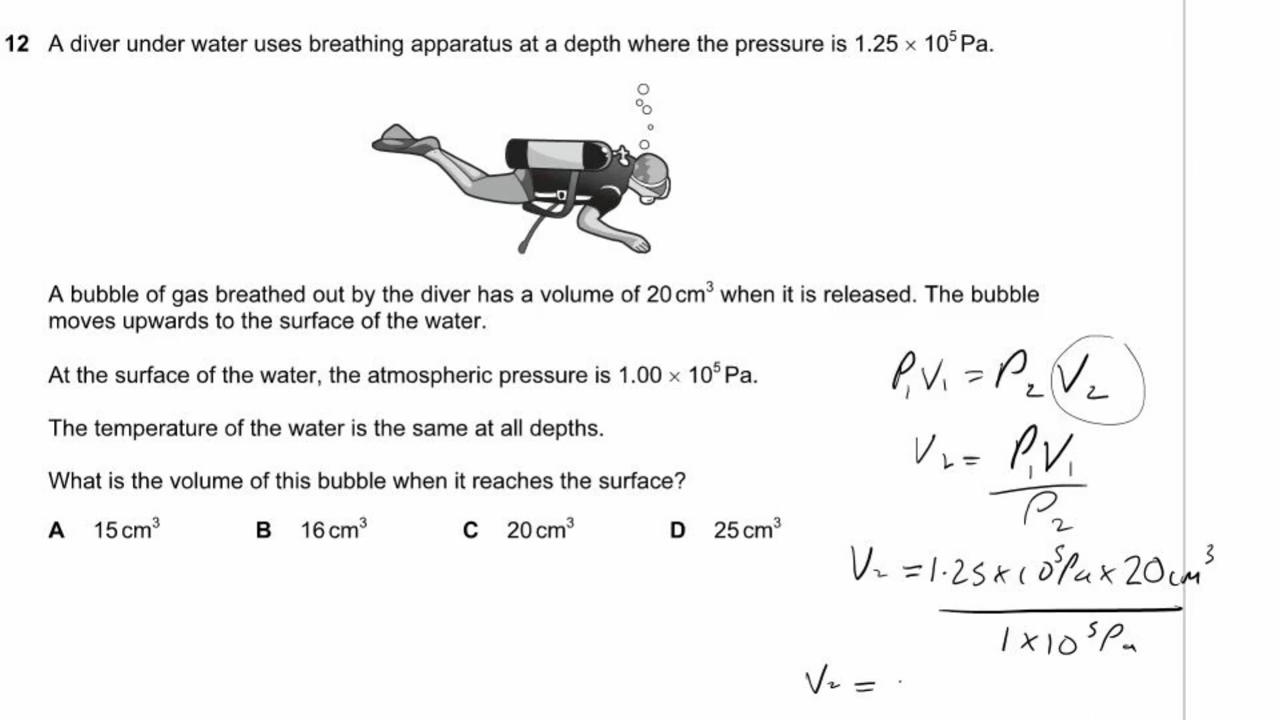 12 A diver under water uses breathing apparatus at a depth where the pressure is 1.25 × 10⁵ Pa.
A bubble of gas breathed out by the diver has a volume of 20 cm³ when it is released. The bubble
moves upwards to the surface of the water.
At the surface of the water, the atmospheric pressure is 1.00 × 10⁵ Pa.
The temperature of the water is the same at all depths.
What is the volume of this bubble when it reaches the surface?
A 15 cm³ B 16 cm³ C 20 cm³ D 25 cm³
P₁V₁ = P₂ V₂
V₂ = P₁V₁
P₂
V₂ = 1.25 × 10⁵ Pa × 20 cm³
1 × 10⁵ Pa
V₂ =